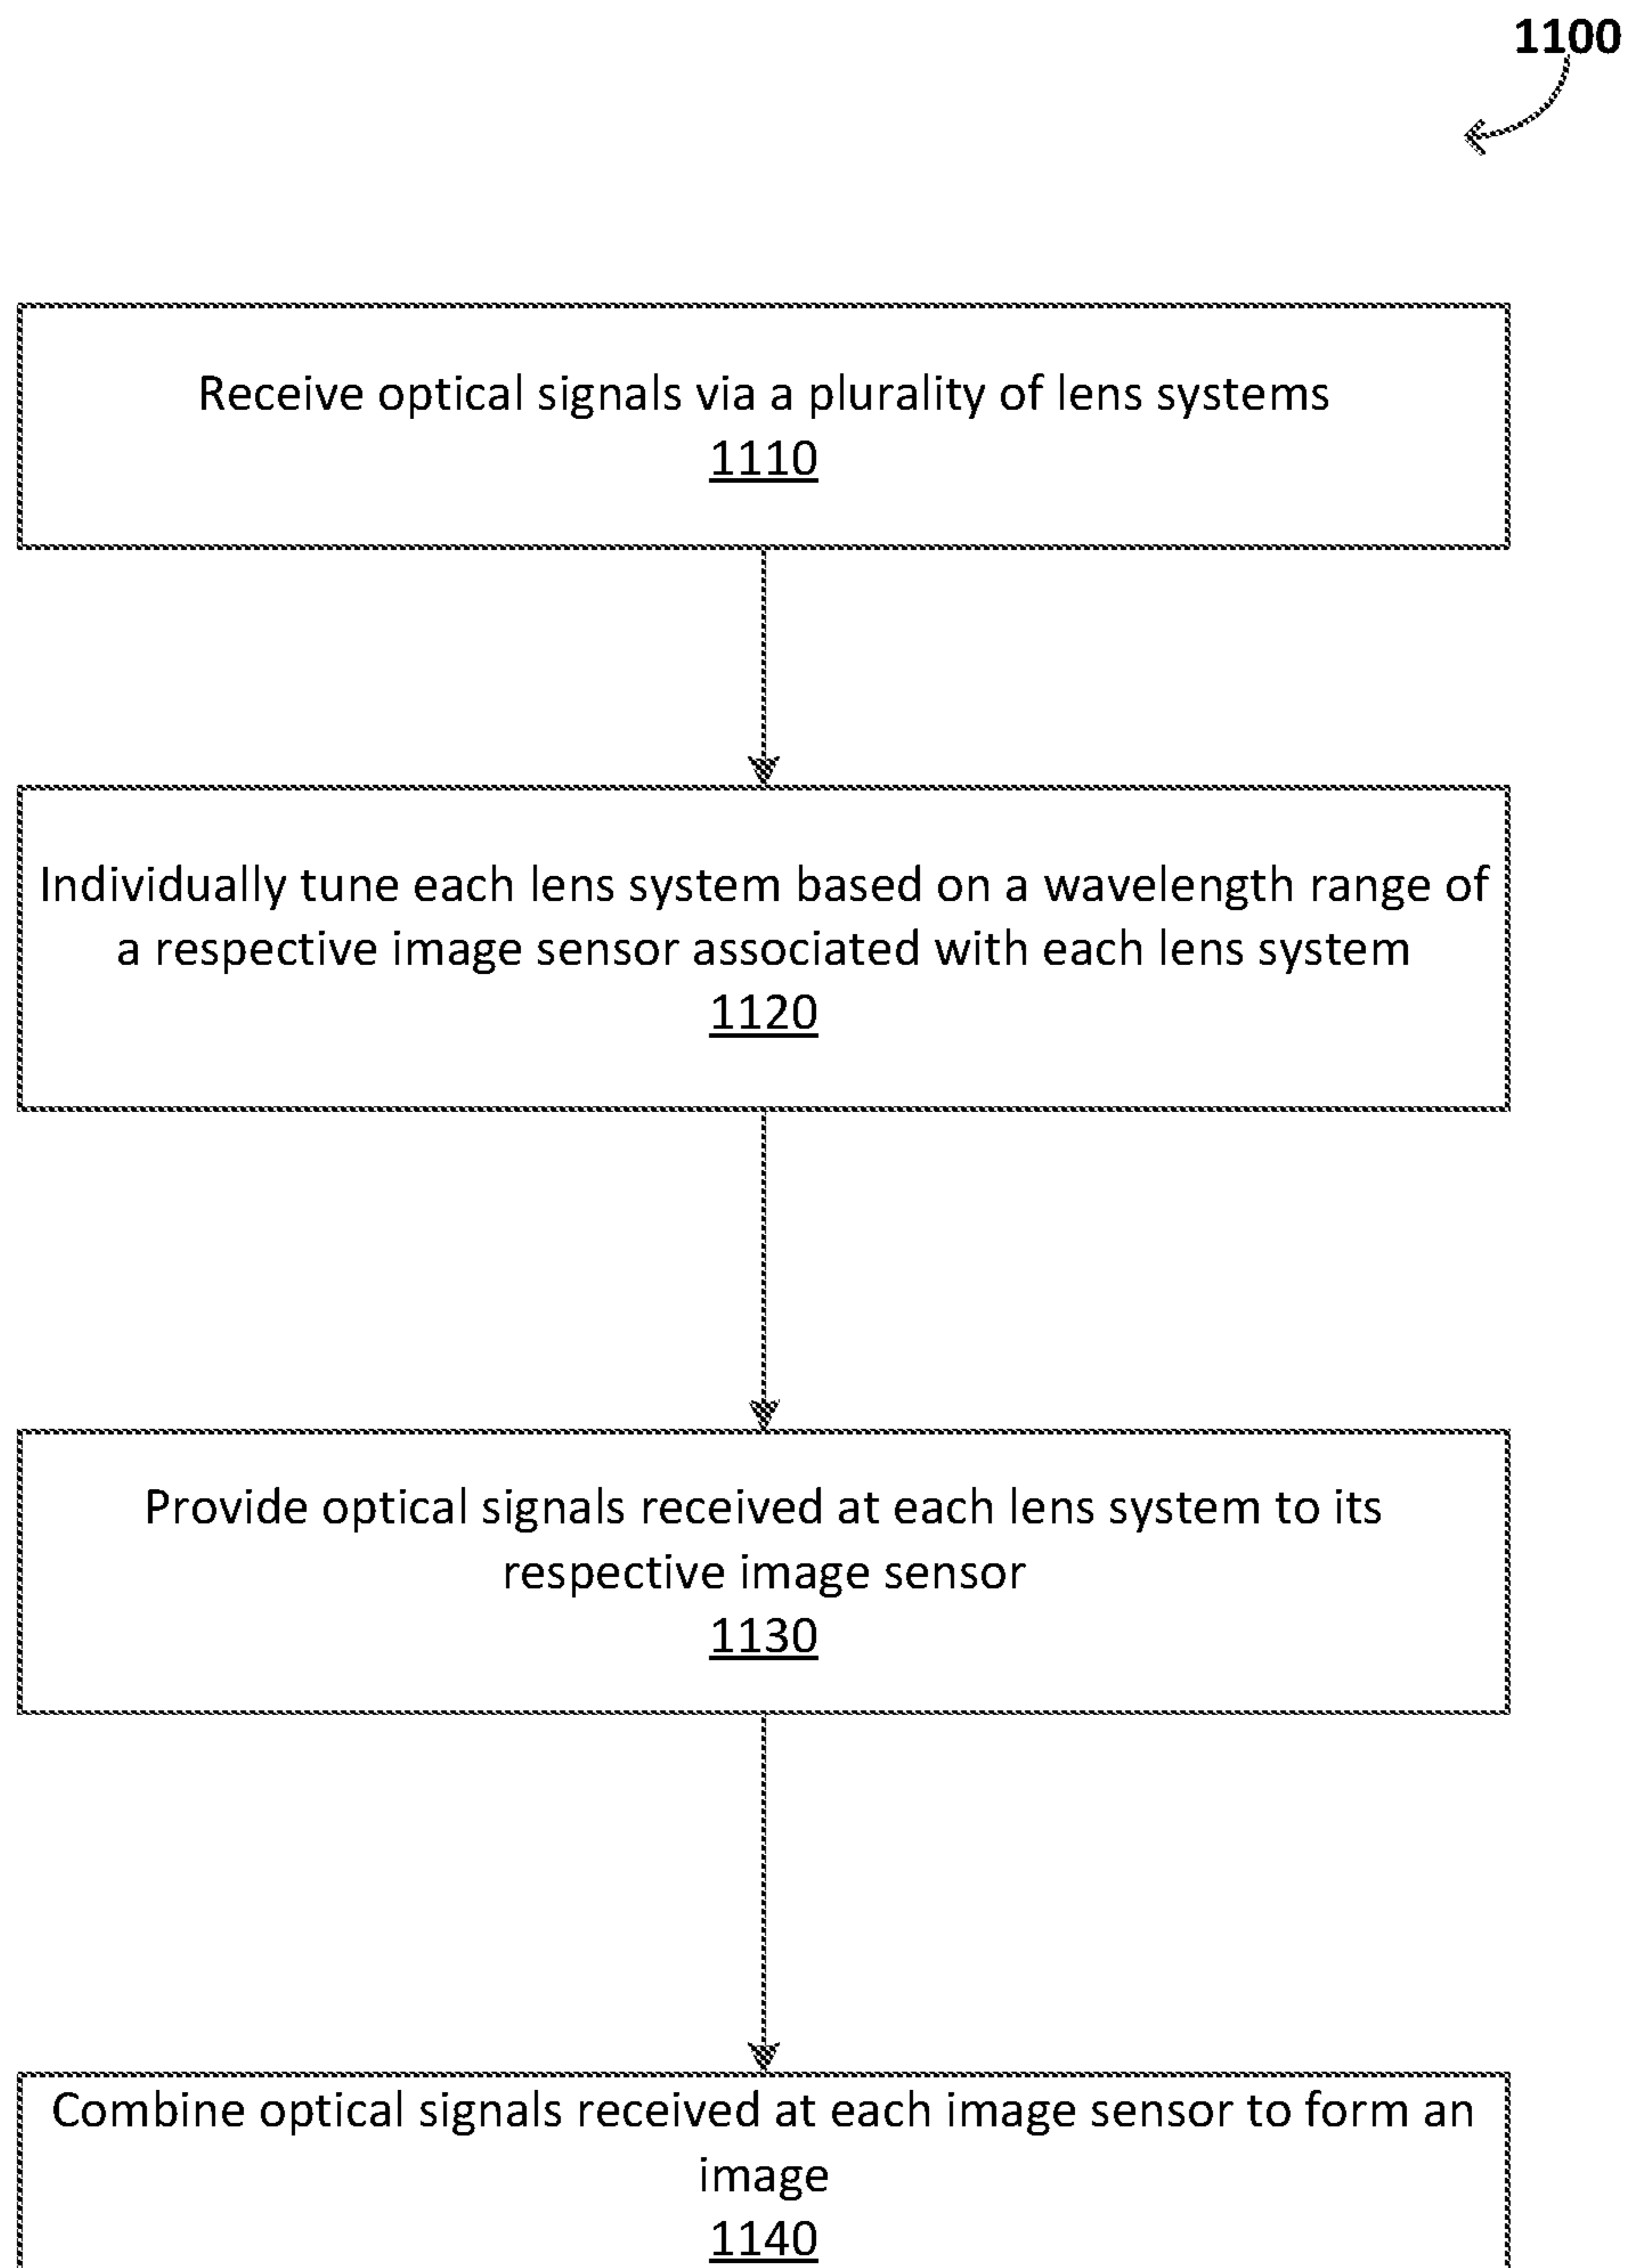 1100
Receive optical signals via a plurality of lens systems
1110
Individually tune each lens system based on a wavelength range of
a respective image sensor associated with each lens system
1120
Provide optical signals received at each lens system to its
respective image sensor
1130
Combine optical signals received at each image sensor to form an
image
1140